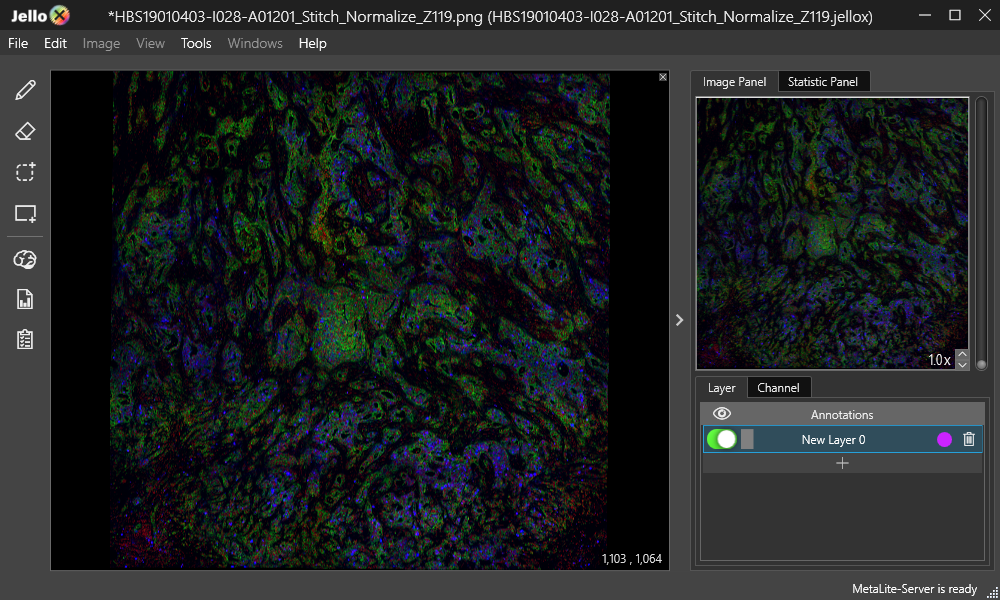 Jello
*HBS19010403-I028-A01201_Stitch_Normalize_Z119.png (HBS19010403-I028-A01201_Stitch_Normalize_Z119.jellox)
File Edit Image View Tools Windows Help
Image Panel Statistic Panel
1.0x
Layer Channel
Annotations
New Layer 0
1,103 , 1,064
MetaLite-Server is ready